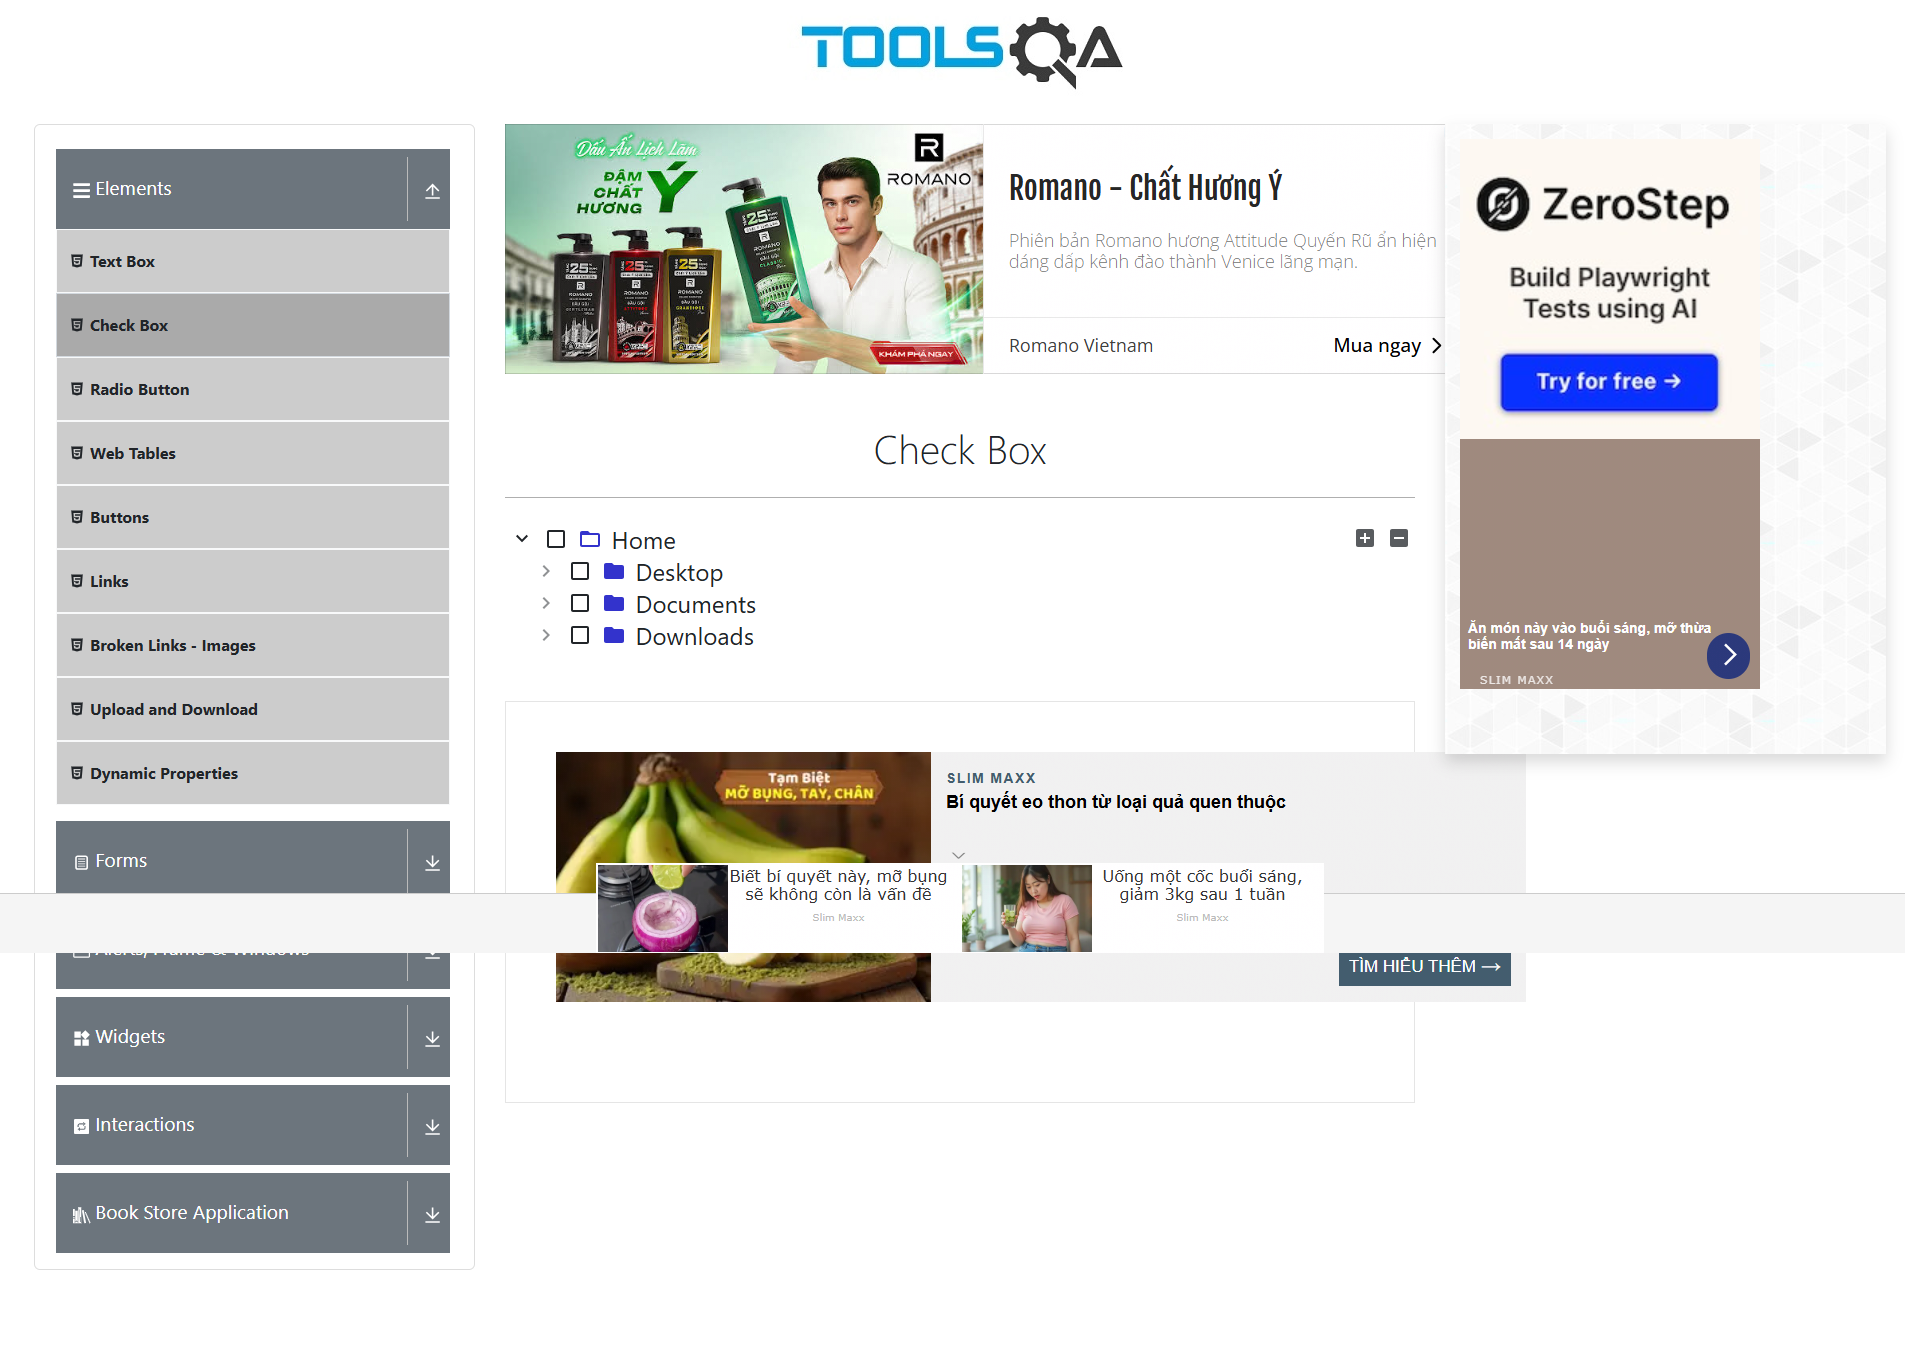 TOOLSQA
Elements
Text Box
Check Box
Radio Button
Web Tables
Buttons
Links
Broken Links - Images
Upload and Download
Dynamic Properties
Forms
Widgets
Interactions
Book Store Application
Dấu Ấn Lịch Lãm
ĐẬM
CHẤT
HƯƠNG
Ý
R
ROMANO
KHÁM PHÁ NGAY
Romano - Chất Hương Ý
Phiên bản Romano hương Attitude Quyến Rũ ẩn hiện
dáng dấp kênh đào thành Venice lãng mạn.
Romano Vietnam
Mua ngay
Check Box
Home
Desktop
Documents
Downloads
ZeroStep
Build Playwright
Tests using AI
Try for free →
Ăn món này vào buổi sáng, mỡ thừa
biến mất sau 14 ngày
SLIM MAXX
Tạm Biệt
MỠ BỤNG, TAY, CHÂN
SLIM MAXX
Bí quyết eo thon từ loại quả quen thuộc
Biết bí quyết này, mỡ bụng
sẽ không còn là vấn đề
Slim Maxx
Uống một cốc buổi sáng,
giảm 3kg sau 1 tuần
Slim Maxx
TÌM HIỂU THÊM →